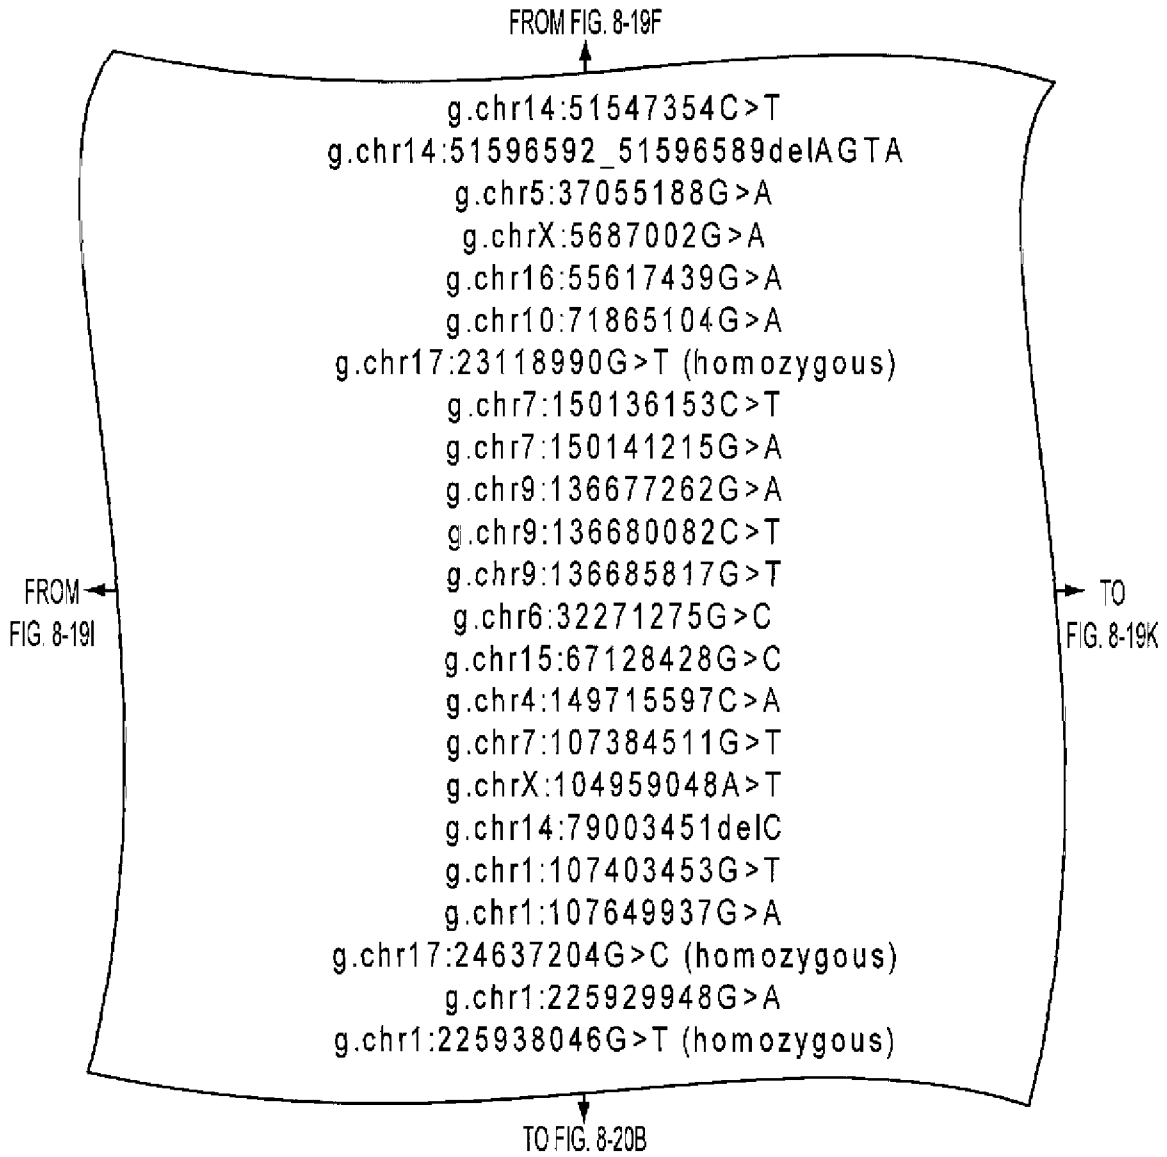 FROM FIG. 8-19F
g.chr14:51547354C>T
g.chr14:51596592_51596589delAGTA
g.chr5:37055188G>A
g.chrX:5687002G>A
g.chr16:55617439G>A
g.chr10:71865104G>A
g.chr17:23118990G>T (homozygous)
g.chr7:150136153C>T
g.chr7:150141215G>A
g.chr9:136677262G>A
g.chr9:136680082C>T
g.chr9:136685817G>T
FROM
FIG. 8-19I
TO
FIG. 8-19K
g.chr6:32271275G>C
g.chr15:67128428G>C
g.chr4:149715597C>A
g.chr7:107384511G>T
g.chrX:104959048A>T
g.chr14:79003451delC
g.chr1:107403453G>T
g.chr1:107649937G>A
g.chr17:24637204G>C (homozygous)
g.chr1:225929948G>A
g.chr1:225938046G>T (homozygous)
TO FIG. 8-20B